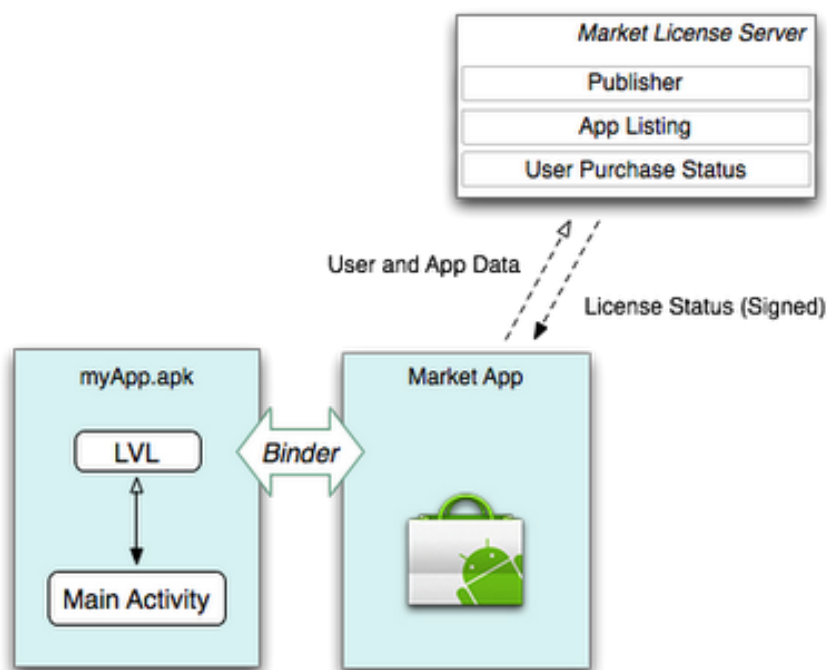 Market License Server
Publisher
App Listing
User Purchase Status
User and App Data
License Status (Signed)
myApp.apk
Market App
LVL
Binder
Main Activity